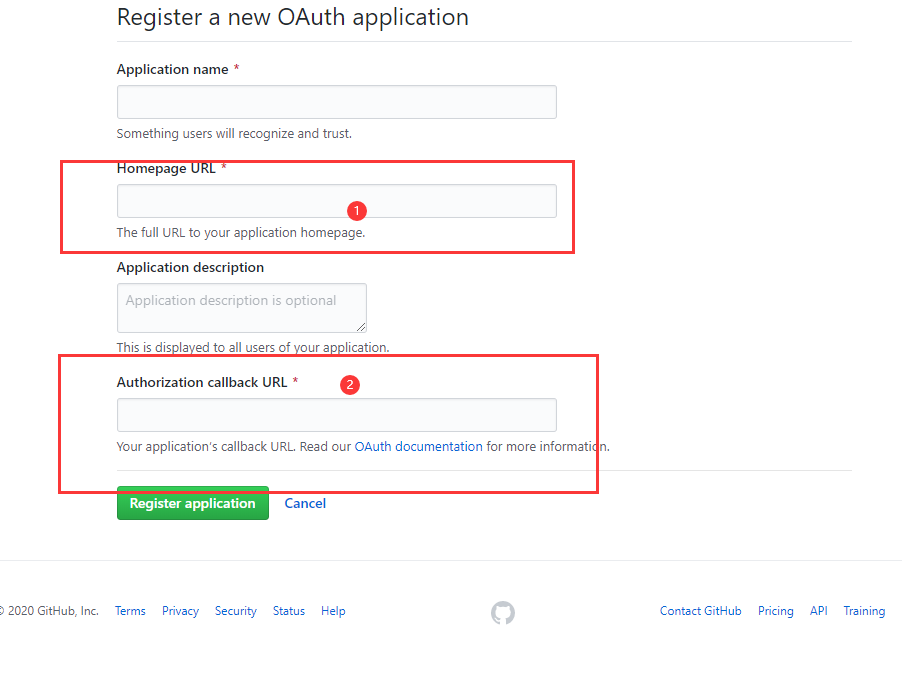 Register a new OAuth application
Application name *
Something users will recognize and trust.
Homepage URL *
1
The full URL to your application homepage.
Application description
Application description is optional
This is displayed to all users of your application.
Authorization callback URL * 2
Your application's callback URL. Read our OAuth documentation for more information.
Register application Cancel
© 2020 GitHub, Inc. Terms Privacy Security Status Help Contact GitHub Pricing API Training